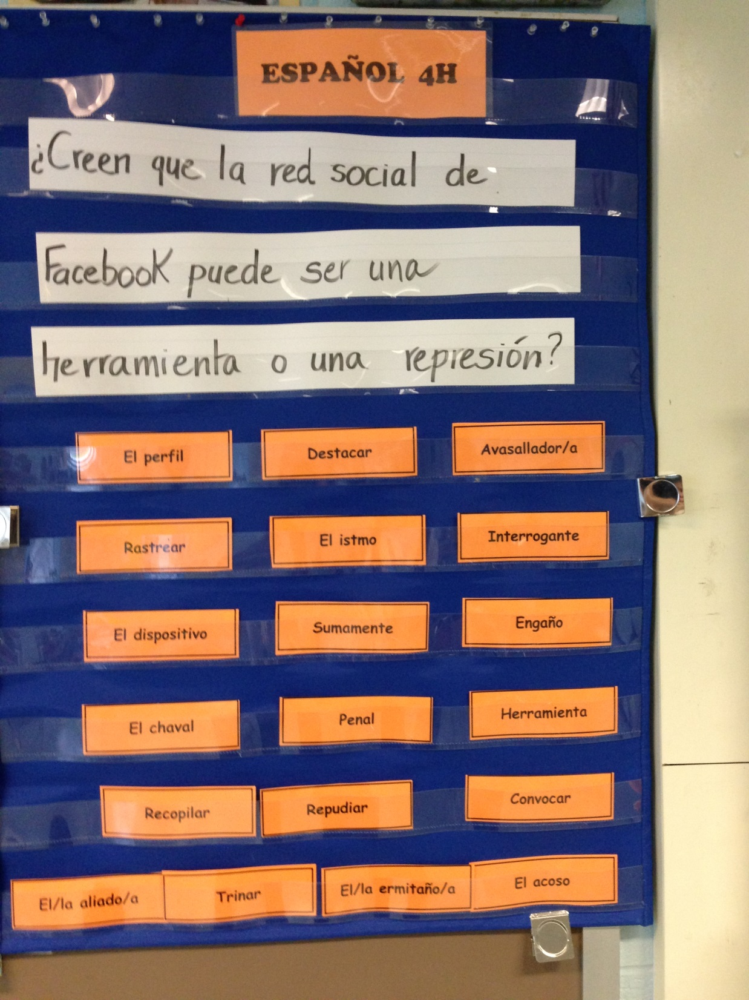 ESPAÑOL 4H
¿Creen que la red social de
Facebook puede ser una
herramienta o una represión?
El perfil Destacar Avasallador/a
Rastrear El istmo Interrogante
El dispositivo Sumamente Engaño
El chaval Penal Herramienta
Recopilar Repudiar Convocar
El/la aliado/a Trinar El/la ermitaño/a El acoso